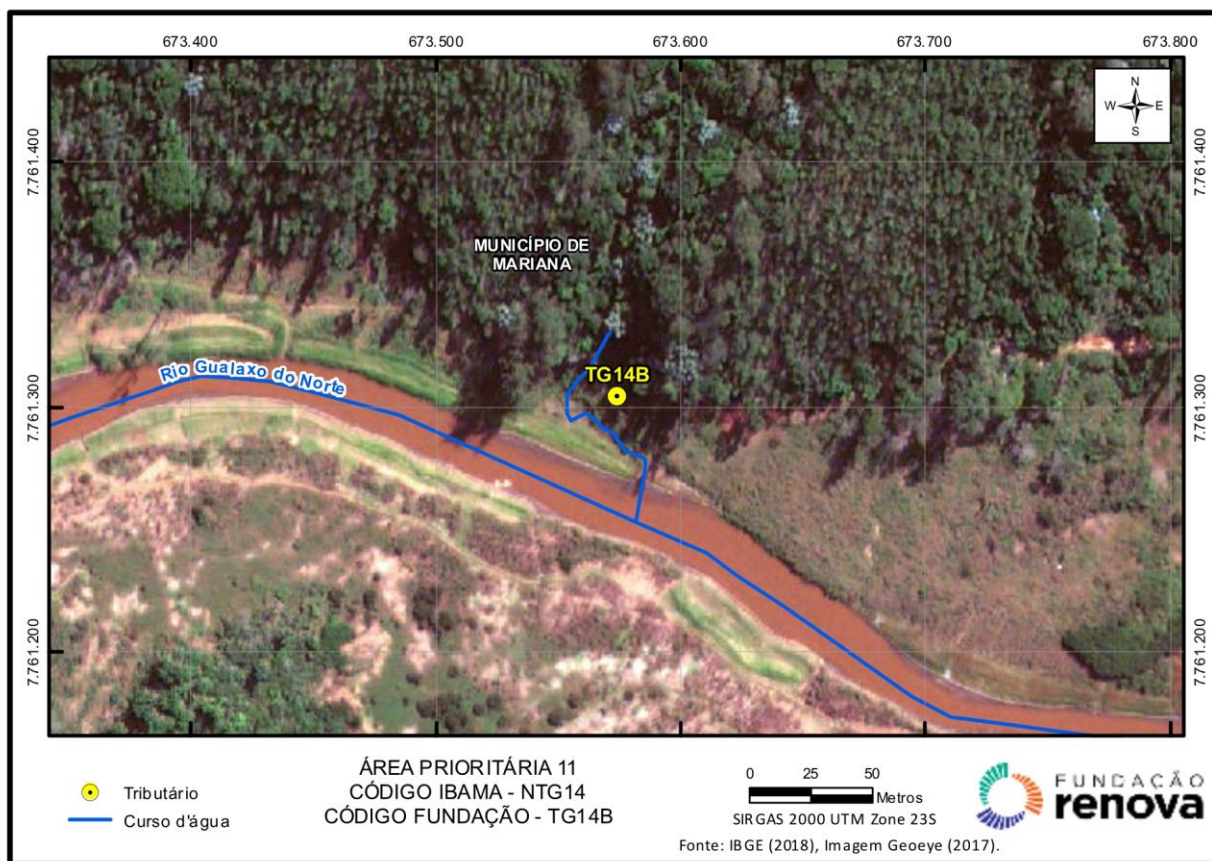 673.400 673.500 673.600 673.700 673.800
N
W E
S
7.761.400 7.761.400
MUNICÍPIO DE
MARIANA
TG14B
Rio Gualaxo do Norte
7.761.300 7.761.300
7.761.200 7.761.200
Tributário
Curso d'água
ÁREA PRIORITÁRIA 11
CÓDIGO IBAMA - NTG14
CÓDIGO FUNDAÇÃO - TG14B
0 25 50
Metros
SIRGAS 2000 UTM Zone 23S
FUNDAÇÃO
renova
Fonte: IBGE (2018), Imagem Geoeye (2017).